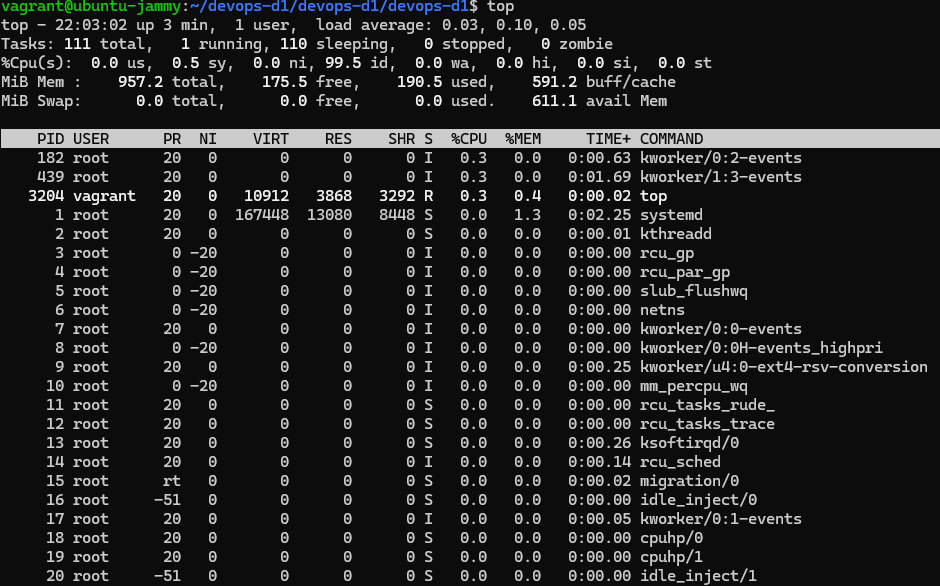 vagrant@ubuntu-jammy:~/devops-d1/devops-d1/devops-d1$ top
top - 22:03:02 up 3 min,  1 user,  load average: 0.03, 0.10, 0.05
Tasks: 111 total,   1 running, 110 sleeping,   0 stopped,   0 zombie
%Cpu(s):  0.0 us,  0.5 sy,  0.0 ni, 99.5 id,  0.0 wa,  0.0 hi,  0.0 si,  0.0 st
MiB Mem :    957.2 total,    175.5 free,    190.5 used,    591.2 buff/cache
MiB Swap:      0.0 total,      0.0 free,      0.0 used.    611.1 avail Mem
    PID USER      PR  NI    VIRT    RES    SHR S  %CPU  %MEM     TIME+ COMMAND
    182 root      20   0       0      0      0 I   0.3   0.0   0:00.63 kworker/0:2-events
    439 root      20   0       0      0      0 I   0.3   0.0   0:01.69 kworker/1:3-events
   3204 vagrant   20   0   10912   3868   3292 R   0.3   0.4   0:00.02 top
      1 root      20   0  167448  13080   8448 S   0.0   1.3   0:02.25 systemd
      2 root      20   0       0      0      0 S   0.0   0.0   0:00.01 kthreadd
      3 root       0 -20       0      0      0 I   0.0   0.0   0:00.00 rcu_gp
      4 root       0 -20       0      0      0 I   0.0   0.0   0:00.00 rcu_par_gp
      5 root       0 -20       0      0      0 I   0.0   0.0   0:00.00 slub_flushwq
      6 root       0 -20       0      0      0 I   0.0   0.0   0:00.00 netns
      7 root      20   0       0      0      0 I   0.0   0.0   0:00.00 kworker/0:0-events
      8 root       0 -20       0      0      0 I   0.0   0.0   0:00.00 kworker/0:0H-events_highpri
      9 root      20   0       0      0      0 I   0.0   0.0   0:00.25 kworker/u4:0-ext4-rsv-conversion
     10 root       0 -20       0      0      0 I   0.0   0.0   0:00.00 mm_percpu_wq
     11 root      20   0       0      0      0 S   0.0   0.0   0:00.00 rcu_tasks_rude_
     12 root      20   0       0      0      0 S   0.0   0.0   0:00.00 rcu_tasks_trace
     13 root      20   0       0      0      0 S   0.0   0.0   0:00.26 ksoftirqd/0
     14 root      20   0       0      0      0 I   0.0   0.0   0:00.14 rcu_sched
     15 root      rt   0       0      0      0 S   0.0   0.0   0:00.02 migration/0
     16 root     -51   0       0      0      0 S   0.0   0.0   0:00.00 idle_inject/0
     17 root      20   0       0      0      0 I   0.0   0.0   0:00.05 kworker/0:1-events
     18 root      20   0       0      0      0 S   0.0   0.0   0:00.00 cpuhp/0
     19 root      20   0       0      0      0 S   0.0   0.0   0:00.00 cpuhp/1
     20 root     -51   0       0      0      0 S   0.0   0.0   0:00.00 idle_inject/1